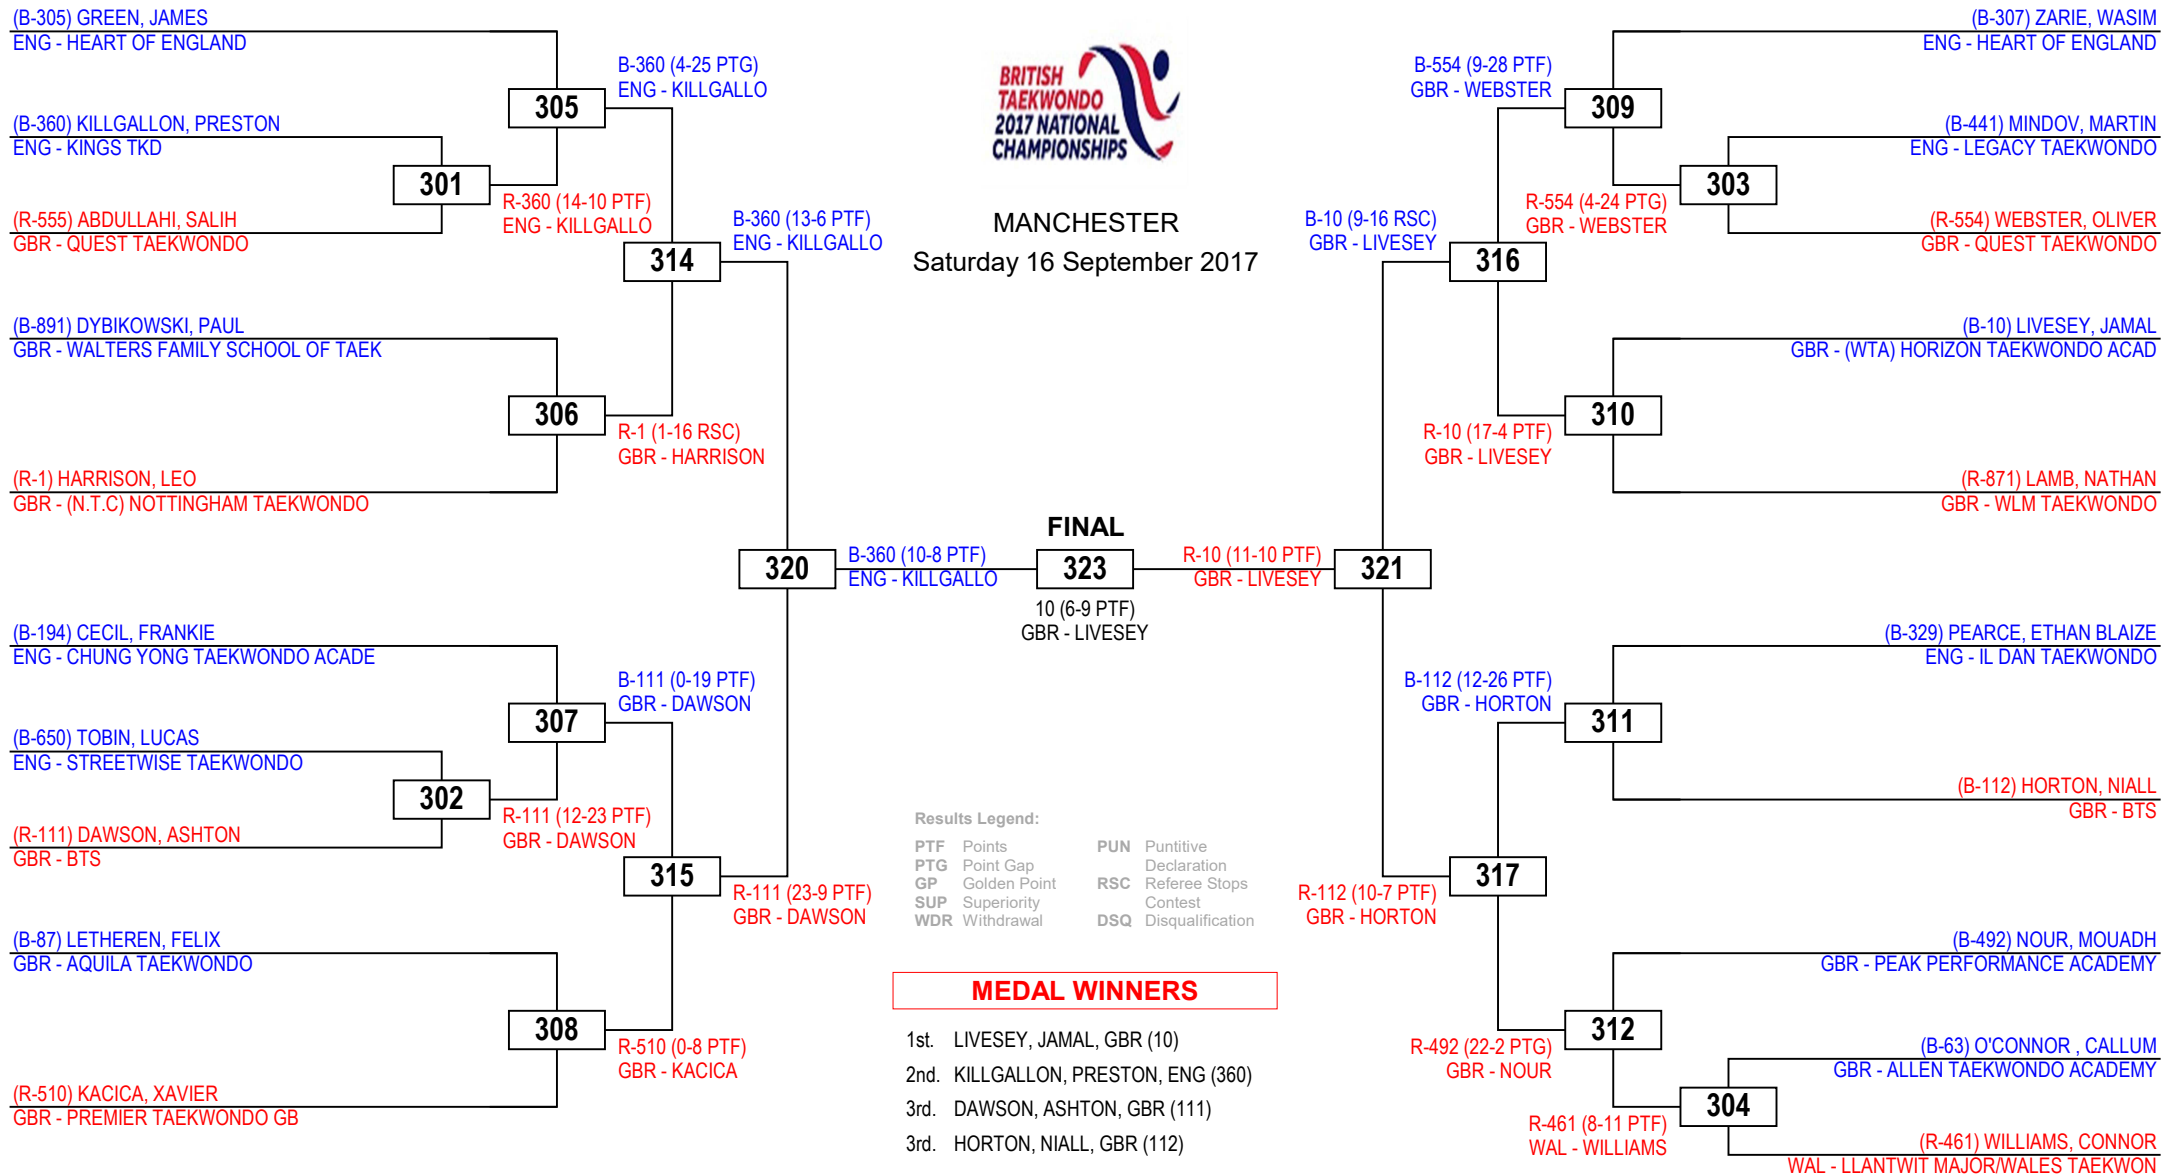 (B-305) GREEN, JAMES
ENG - HEART OF ENGLAND
B-360 (4-25 PTG)
ENG - KILLGALLO
305
(B-360) KILLGALLON, PRESTON
ENG - KINGS TKD
301
R-360 (14-10 PTF)
ENG - KILLGALLO
(R-555) ABDULLAHI, SALIH
GBR - QUEST TAEKWONDO
B-360 (13-6 PTF)
ENG - KILLGALLO
314
(B-891) DYBIKOWSKI, PAUL
GBR - WALTERS FAMILY SCHOOL OF TAEK
306
R-1 (1-16 RSC)
GBR - HARRISON
(R-1) HARRISON, LEO
GBR - (N.T.C) NOTTINGHAM TAEKWONDO
320
B-360 (10-8 PTF)
ENG - KILLGALLO
(B-194) CECIL, FRANKIE
ENG - CHUNG YONG TAEKWONDO ACADE
B-111 (0-19 PTF)
GBR - DAWSON
307
(B-650) TOBIN, LUCAS
ENG - STREETWISE TAEKWONDO
302
R-111 (12-23 PTF)
GBR - DAWSON
(R-111) DAWSON, ASHTON
GBR - BTS
315
R-111 (23-9 PTF)
GBR - DAWSON
(B-87) LETHEREN, FELIX
GBR - AQUILA TAEKWONDO
308
R-510 (0-8 PTF)
GBR - KACICA
(R-510) KACICA, XAVIER
GBR - PREMIER TAEKWONDO GB
BRITISH
TAEKWONDO
2017 NATIONAL
CHAMPIONSHIPS
MANCHESTER
Saturday 16 September 2017
FINAL
323
10 (6-9 PTF)
GBR - LIVESEY
Results Legend:
PTF Points
PTG Point Gap
GP Golden Point
SUP Superiority
WDR Withdrawal
PUN Puntitive
Declaration
RSC Referee Stops
Contest
DSQ Disqualification
MEDAL WINNERS
1st. LIVESEY, JAMAL, GBR (10)
2nd. KILLGALLON, PRESTON, ENG (360)
3rd. DAWSON, ASHTON, GBR (111)
3rd. HORTON, NIALL, GBR (112)
(B-307) ZARIE, WASIM
ENG - HEART OF ENGLAND
B-554 (9-28 PTF)
GBR - WEBSTER
309
(B-441) MINDOV, MARTIN
ENG - LEGACY TAEKWONDO
303
R-554 (4-24 PTG)
GBR - WEBSTER
(R-554) WEBSTER, OLIVER
GBR - QUEST TAEKWONDO
B-10 (9-16 RSC)
GBR - LIVESEY
316
(B-10) LIVESEY, JAMAL
GBR - (WTA) HORIZON TAEKWONDO ACAD
310
R-10 (17-4 PTF)
GBR - LIVESEY
(R-871) LAMB, NATHAN
GBR - WLM TAEKWONDO
R-10 (11-10 PTF)
GBR - LIVESEY
321
(B-329) PEARCE, ETHAN BLAIZE
ENG - IL DAN TAEKWONDO
B-112 (12-26 PTF)
GBR - HORTON
311
(B-112) HORTON, NIALL
GBR - BTS
317
R-112 (10-7 PTF)
GBR - HORTON
(B-492) NOUR, MOUADH
GBR - PEAK PERFORMANCE ACADEMY
312
R-492 (22-2 PTG)
GBR - NOUR
(B-63) O'CONNOR , CALLUM
GBR - ALLEN TAEKWONDO ACADEMY
304
R-461 (8-11 PTF)
WAL - WILLIAMS
(R-461) WILLIAMS, CONNOR
WAL - LLANTWIT MAJOR/WALES TAEKWON